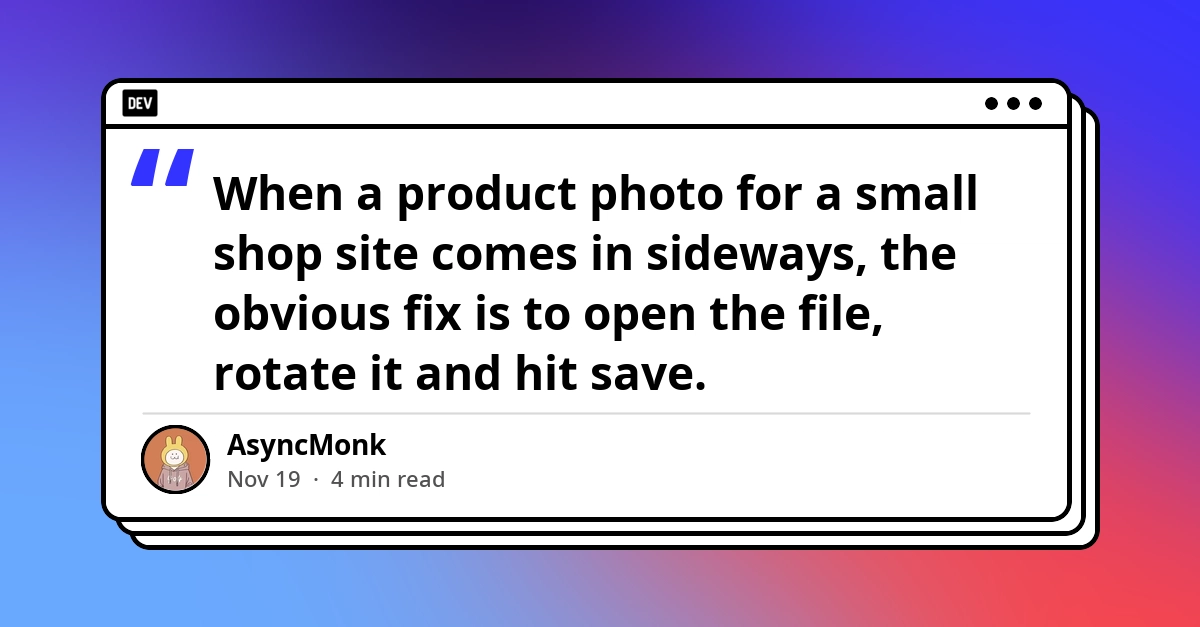 DEV
When a product photo for a small
shop site comes in sideways, the
obvious fix is to open the file,
rotate it and hit save.
AsyncMonk
Nov 19 · 4 min read